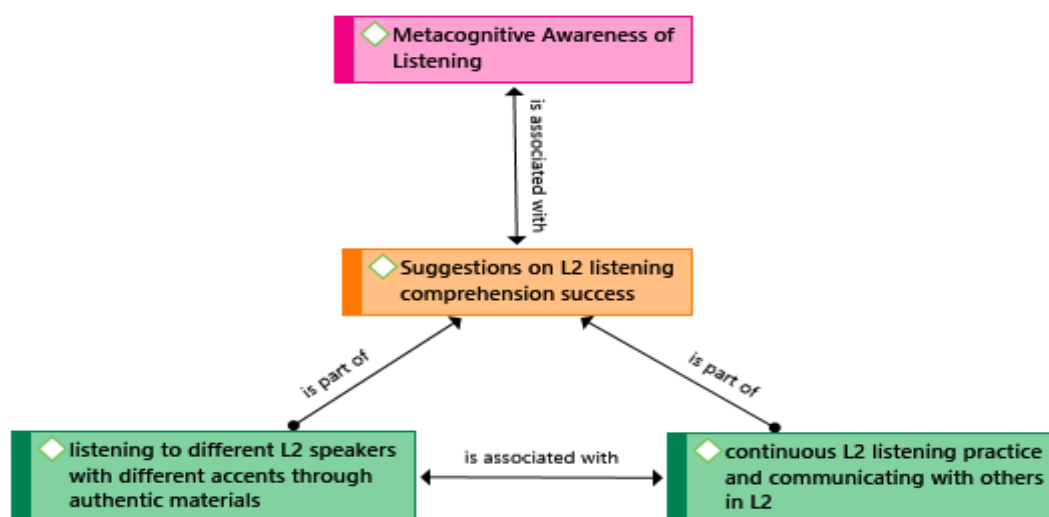 Metacognitive Awareness of
Listening
is associated with
Suggestions on L2 listening
comprehension success
is part of
is part of
listening to different L2 speakers
with different accents through
authentic materials
is associated with
continuous L2 listening practice
and communicating with others
in L2